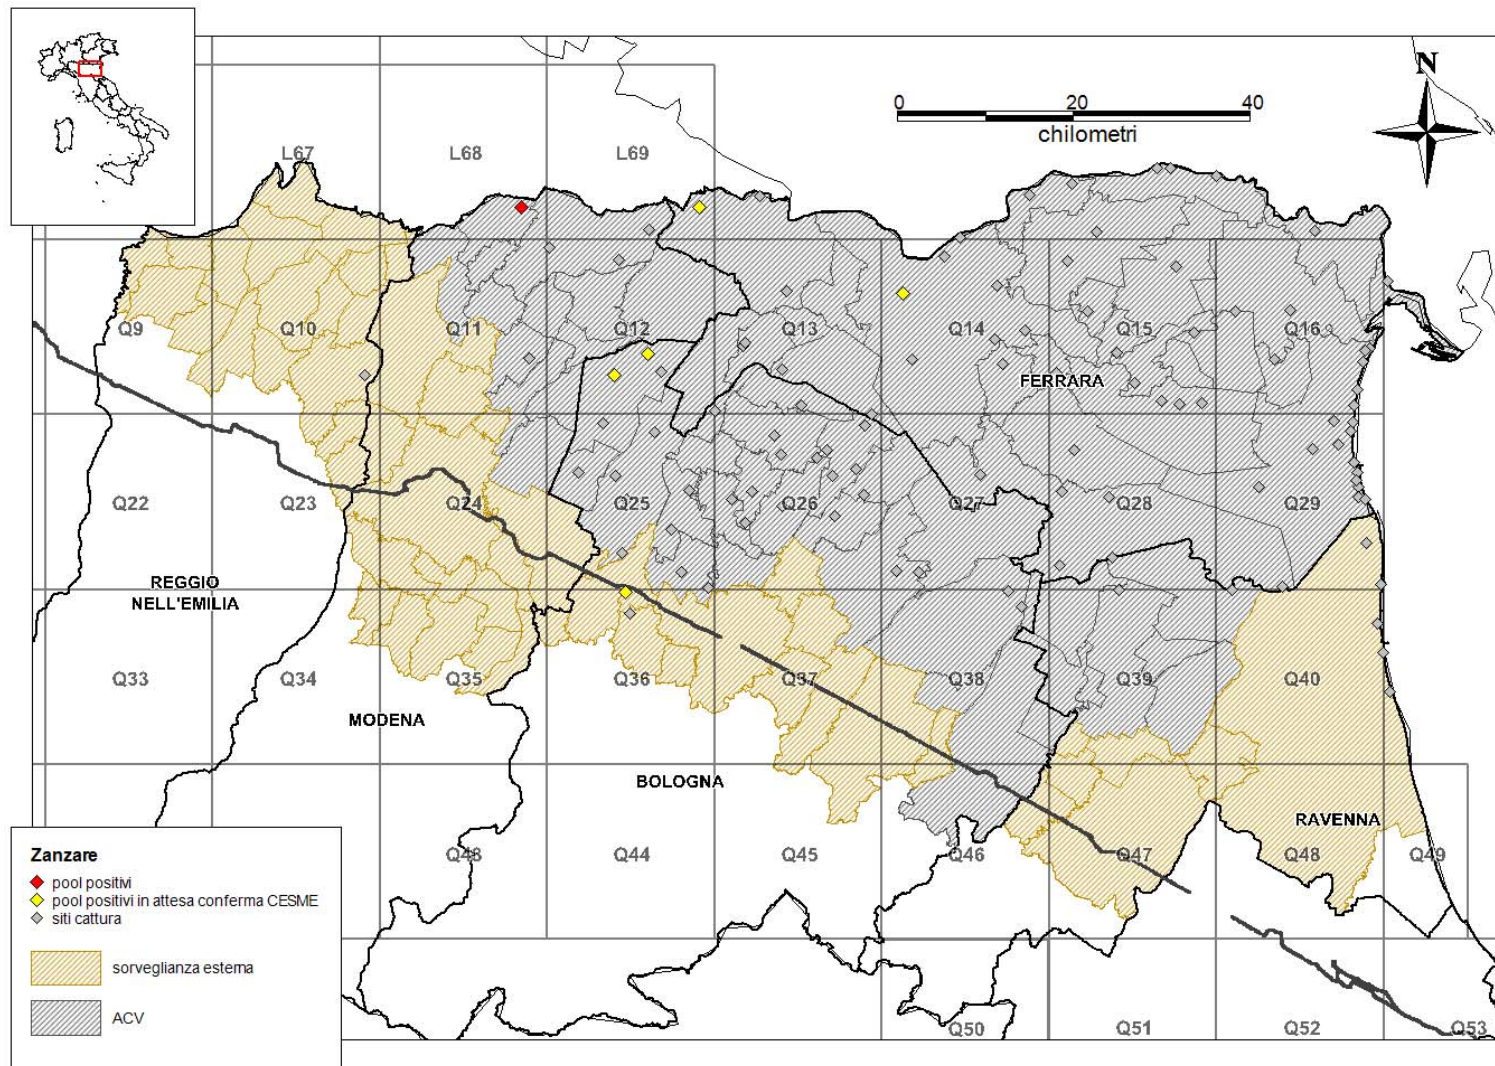 N
0 20 40
chilometri
L67 L68 L69
Q9 Q10 Q11 Q12 Q13 Q14 Q15 Q16
FERRARA
Q22 Q23 Q24 Q25 Q26 Q27 Q28 Q29
REGGIO
NELL'EMILIA
Q33 Q34 Q35 Q36 Q37 Q38 Q39 Q40
MODENA
BOLOGNA
RAVENNA
Q43 Q44 Q45 Q46 Q47 Q48 Q49
Zanzare
pool positivi
pool positivi in attesa conferma CESME
siti cattura
sorveglianza esterna
ACV
Q50 Q51 Q52 Q53